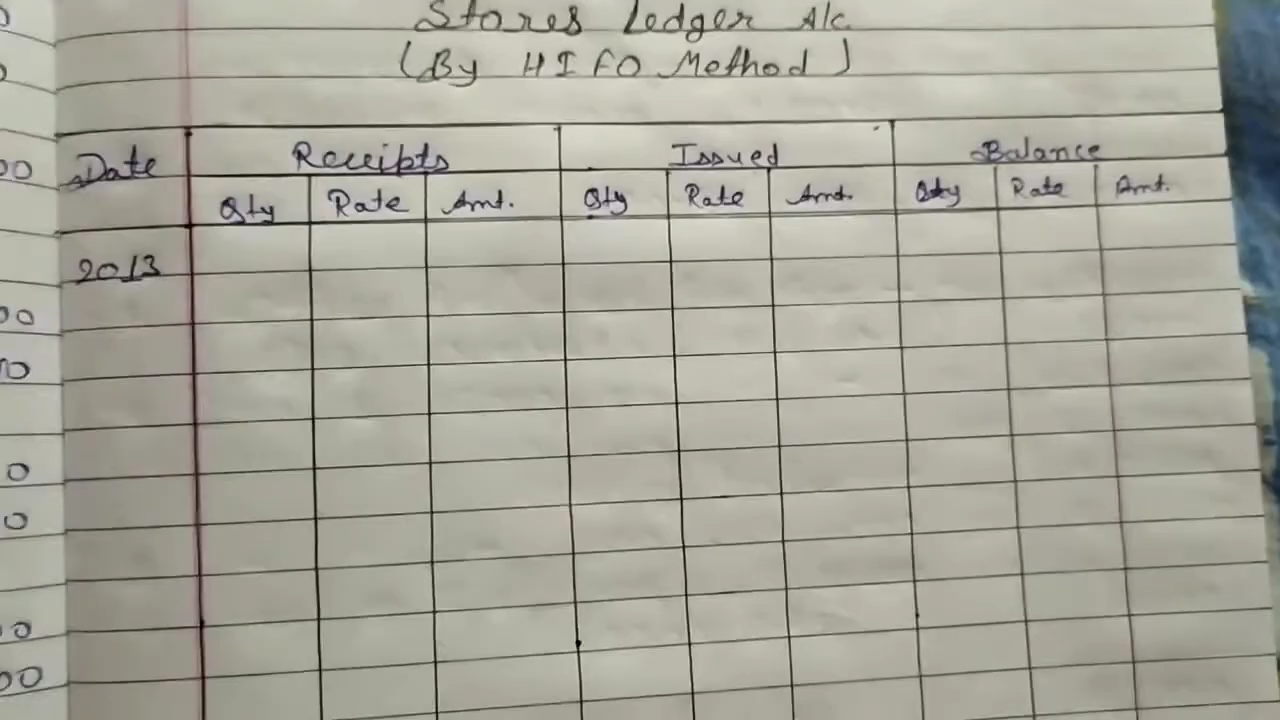 Stores Ledger A/c.
(By HIFO Method)
Date Receipts Issued Balance
Qty Rate Amt. Qty Rate Amt. Qty Rate Amt.
2013